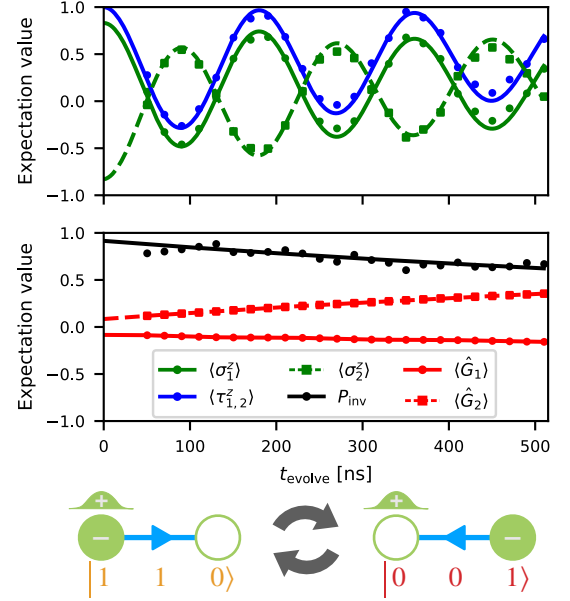 Expectation value
1.0
0.5
0.0
−0.5
−1.0
Expectation value
1.0
0.5
0.0
−0.5
−1.0
⟨σ₁ᶻ⟩ ⟨σ₂ᶻ⟩ ⟨Ĝ₁⟩
⟨τᶻ₁,₂⟩ P_inv ⟨Ĝ₂⟩
0 100 200 300 400 500
t_evolve [ns]
+ +
− −
|1 1 0⟩ |0 0 1⟩